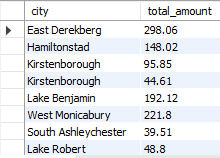 city total_amount
East Derekberg 298.06
Hamiltonstad 148.02
Kirstenborough 95.85
Kirstenborough 44.61
Lake Benjamin 192.12
West Monicabury 221.8
South Ashleychester 39.51
Lake Robert 48.8